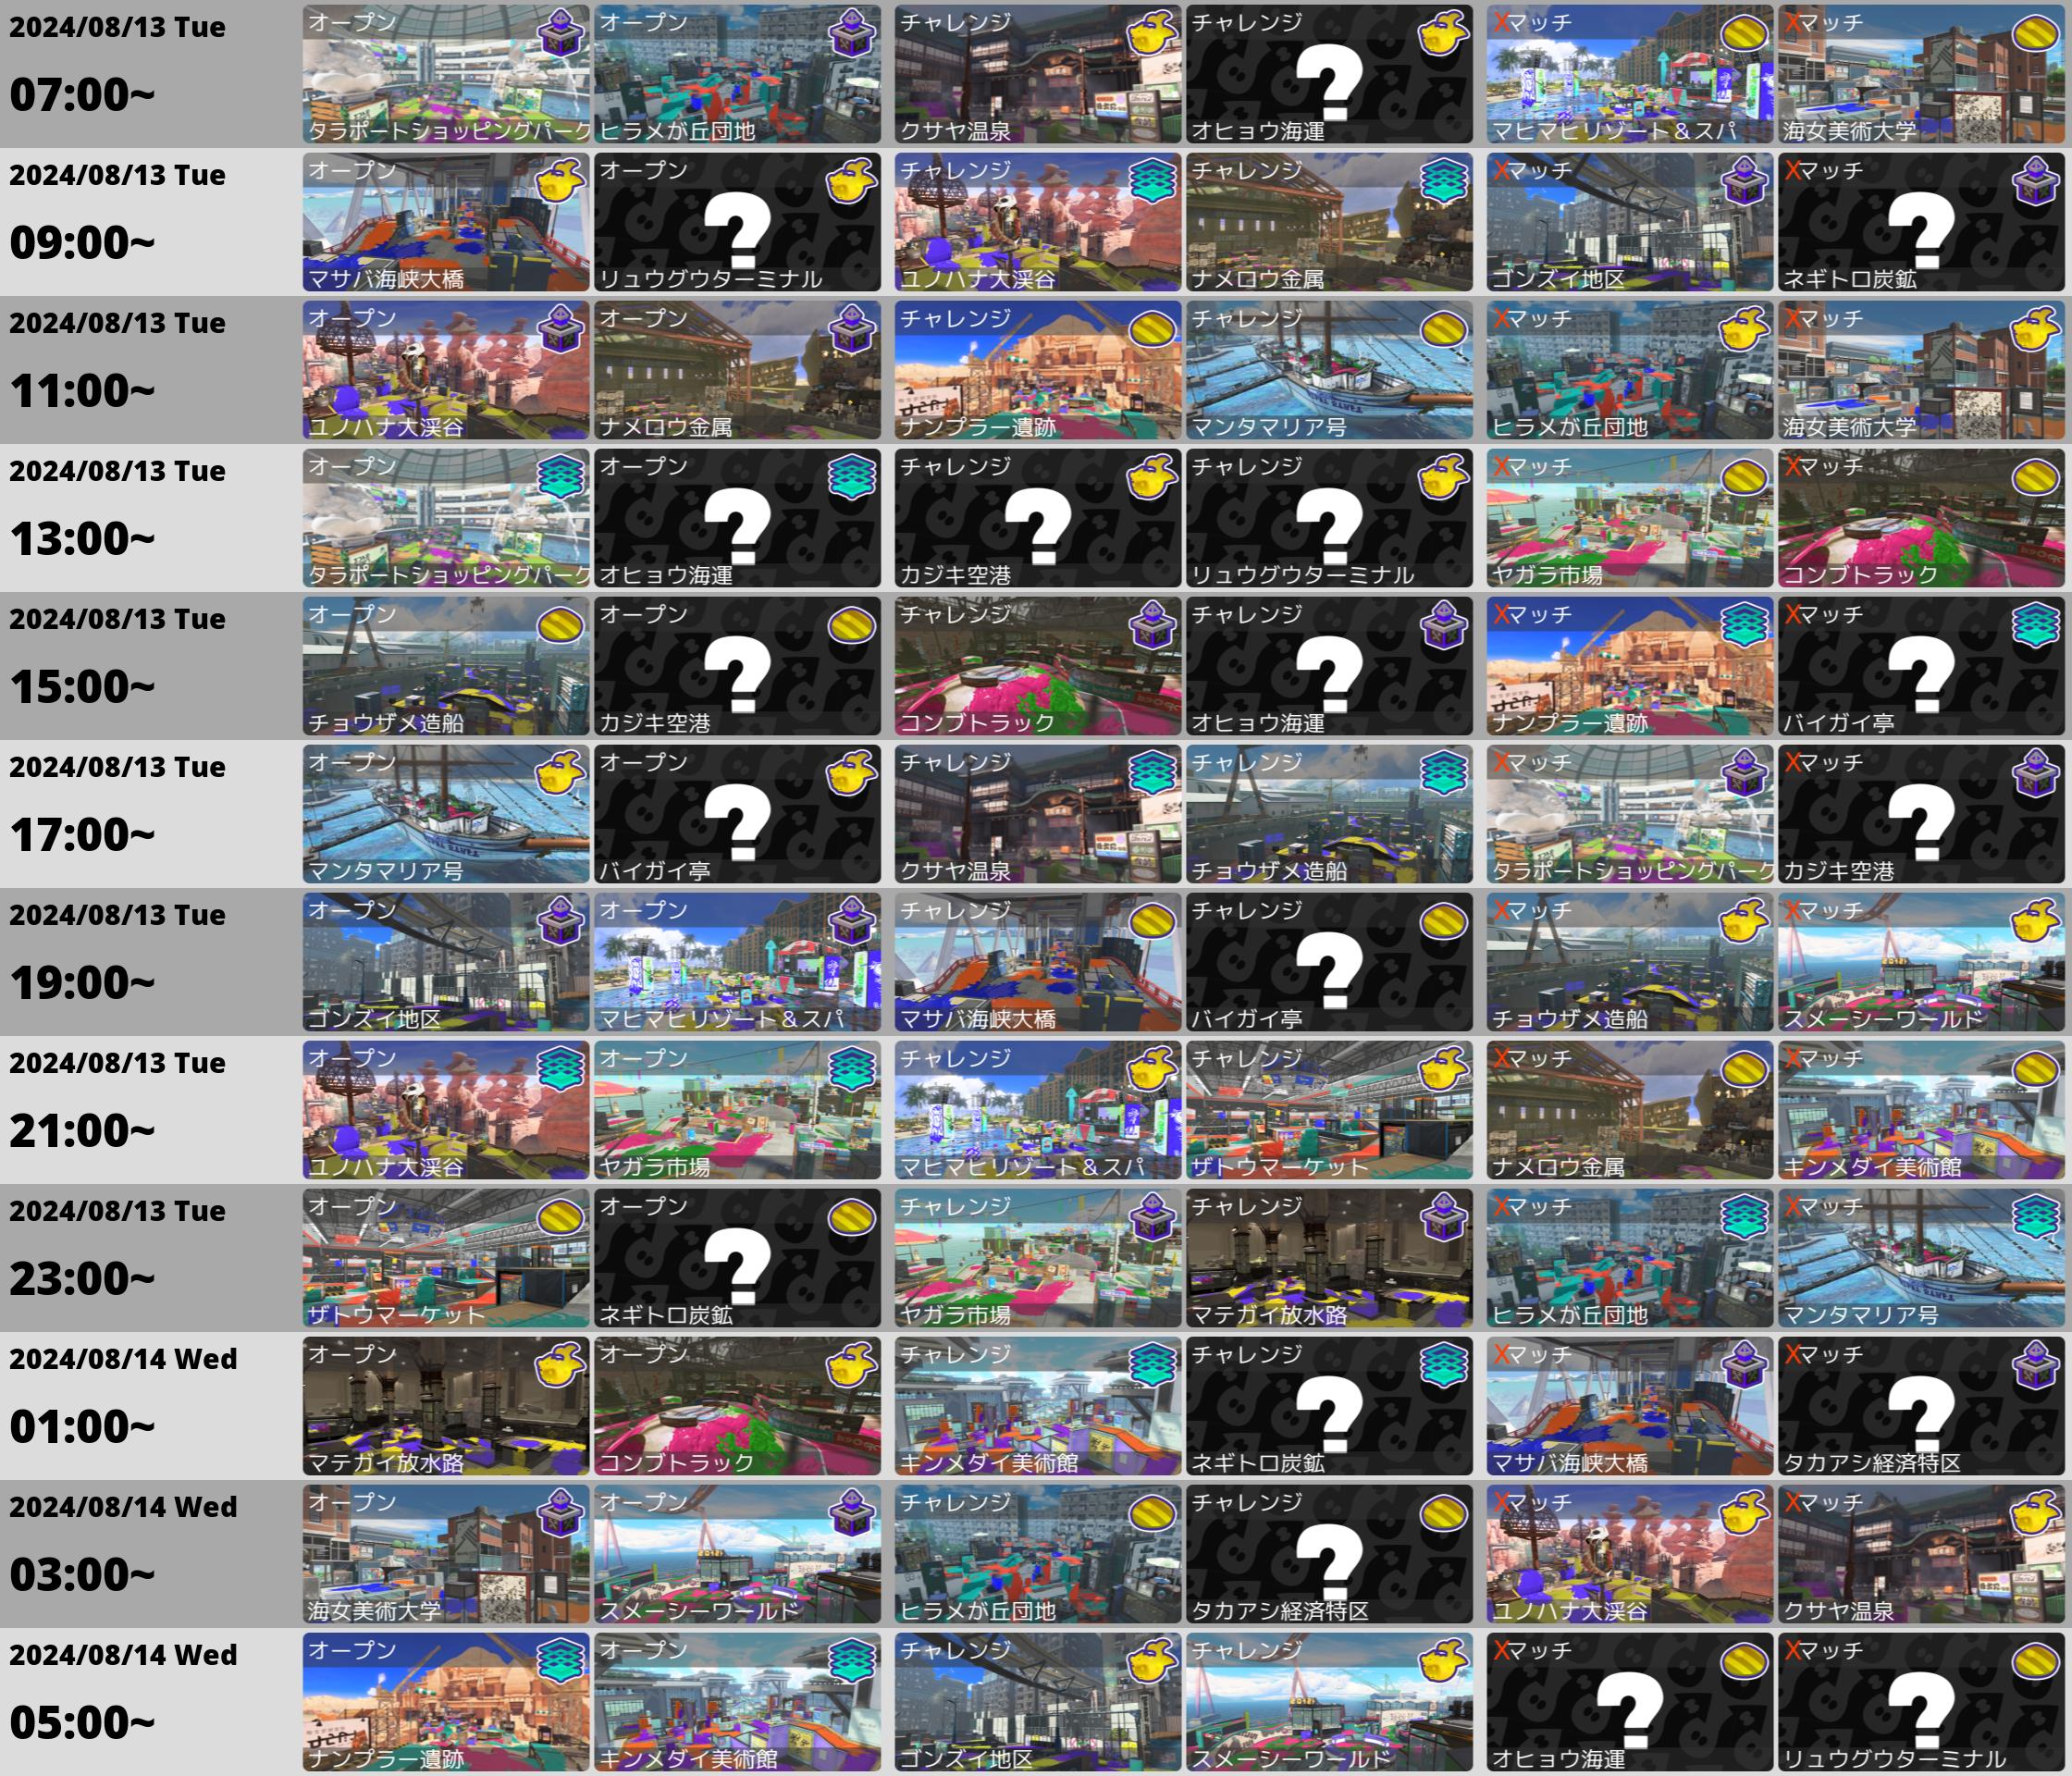 2024/08/13 Tue
07:00~
オープン
タラポートショッピングパーク
オープン
ヒラメが丘団地
チャレンジ
クサヤ温泉
チャレンジ
?
オヒョウ海運
Xマッチ
マヒマヒリゾート＆スパ
Xマッチ
海女美術大学
2024/08/13 Tue
09:00~
オープン
マサバ海峡大橋
オープン
?
リュウグウターミナル
チャレンジ
ユノハナ大渓谷
チャレンジ
ナメロウ金属
Xマッチ
ゴンズイ地区
Xマッチ
?
ネギトロ炭鉱
2024/08/13 Tue
11:00~
オープン
ユノハナ大渓谷
オープン
ナメロウ金属
チャレンジ
ナンプラー遺跡
チャレンジ
マンタマリア号
Xマッチ
ヒラメが丘団地
Xマッチ
海女美術大学
2024/08/13 Tue
13:00~
オープン
タラポートショッピングパーク
オープン
?
オヒョウ海運
チャレンジ
?
カジキ空港
チャレンジ
?
リュウグウターミナル
Xマッチ
ヤガラ市場
Xマッチ
コンブトラック
2024/08/13 Tue
15:00~
オープン
チョウザメ造船
オープン
?
カジキ空港
チャレンジ
コンブトラック
チャレンジ
?
オヒョウ海運
Xマッチ
ナンプラー遺跡
Xマッチ
?
バイガイ亭
2024/08/13 Tue
17:00~
オープン
マンタマリア号
オープン
?
バイガイ亭
チャレンジ
クサヤ温泉
チャレンジ
チョウザメ造船
Xマッチ
タラポートショッピングパーク
Xマッチ
?
カジキ空港
2024/08/13 Tue
19:00~
オープン
ゴンズイ地区
オープン
マヒマヒリゾート＆スパ
チャレンジ
マサバ海峡大橋
チャレンジ
?
バイガイ亭
Xマッチ
チョウザメ造船
Xマッチ
スメーシーワールド
2024/08/13 Tue
21:00~
オープン
ユノハナ大渓谷
オープン
ヤガラ市場
チャレンジ
マヒマヒリゾート＆スパ
チャレンジ
ザトウマーケット
Xマッチ
ナメロウ金属
Xマッチ
キンメダイ美術館
2024/08/13 Tue
23:00~
オープン
ザトウマーケット
オープン
?
ネギトロ炭鉱
チャレンジ
ヤガラ市場
チャレンジ
マテガイ放水路
Xマッチ
ヒラメが丘団地
Xマッチ
マンタマリア号
2024/08/14 Wed
01:00~
オープン
マテガイ放水路
オープン
コンブトラック
チャレンジ
キンメダイ美術館
チャレンジ
?
ネギトロ炭鉱
Xマッチ
マサバ海峡大橋
Xマッチ
?
タカアシ経済特区
2024/08/14 Wed
03:00~
オープン
海女美術大学
オープン
スメーシーワールド
チャレンジ
ヒラメが丘団地
チャレンジ
?
タカアシ経済特区
Xマッチ
ユノハナ大渓谷
Xマッチ
クサヤ温泉
2024/08/14 Wed
05:00~
オープン
ナンプラー遺跡
オープン
キンメダイ美術館
チャレンジ
ゴンズイ地区
チャレンジ
スメーシーワールド
Xマッチ
?
オヒョウ海運
Xマッチ
?
リュウグウターミナル